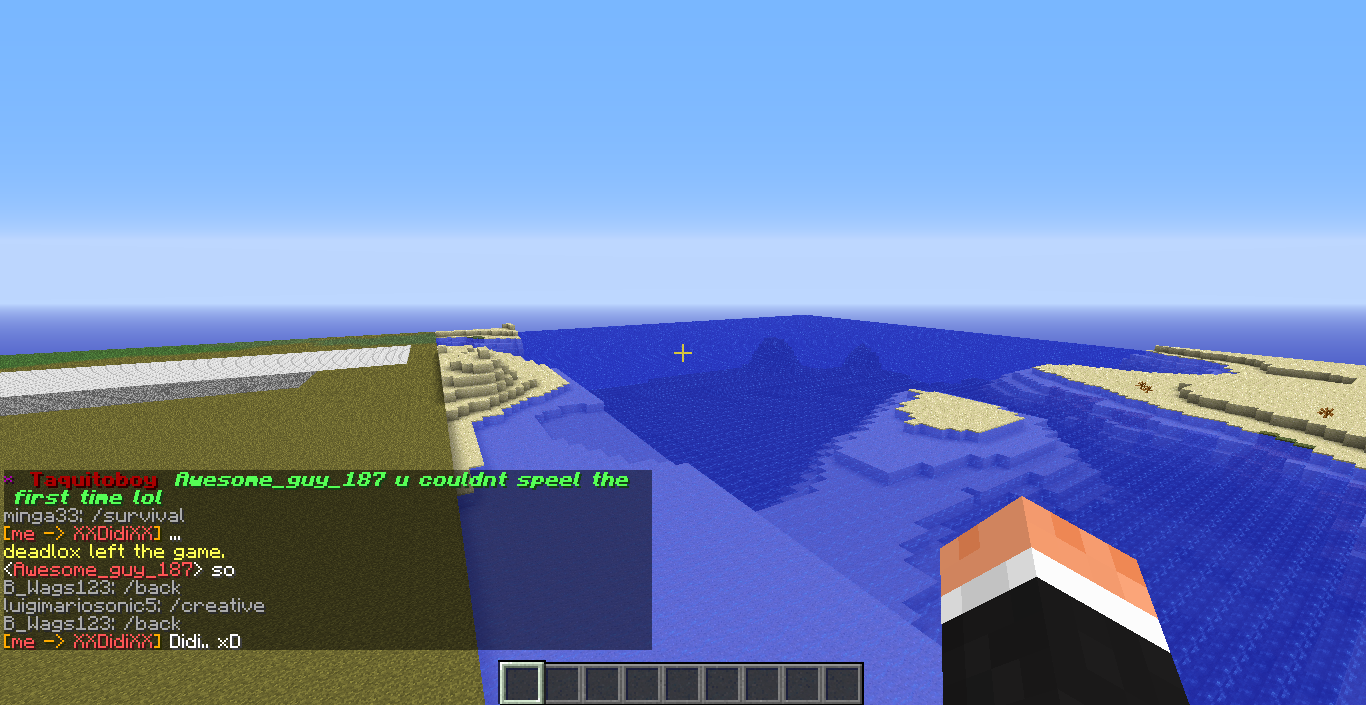 * Taquitoboy Awesome_guy_187 u couldnt speel the
first time lol
minga33: /survival
[me -> XXDidiXX] ...
deadlox left the game.
<Awesome_guy_187> so
B_Wags123: /back
luigimariosonic5: /creative
B_Wags123: /back
[me -> XXDidiXX] Didi.. xD